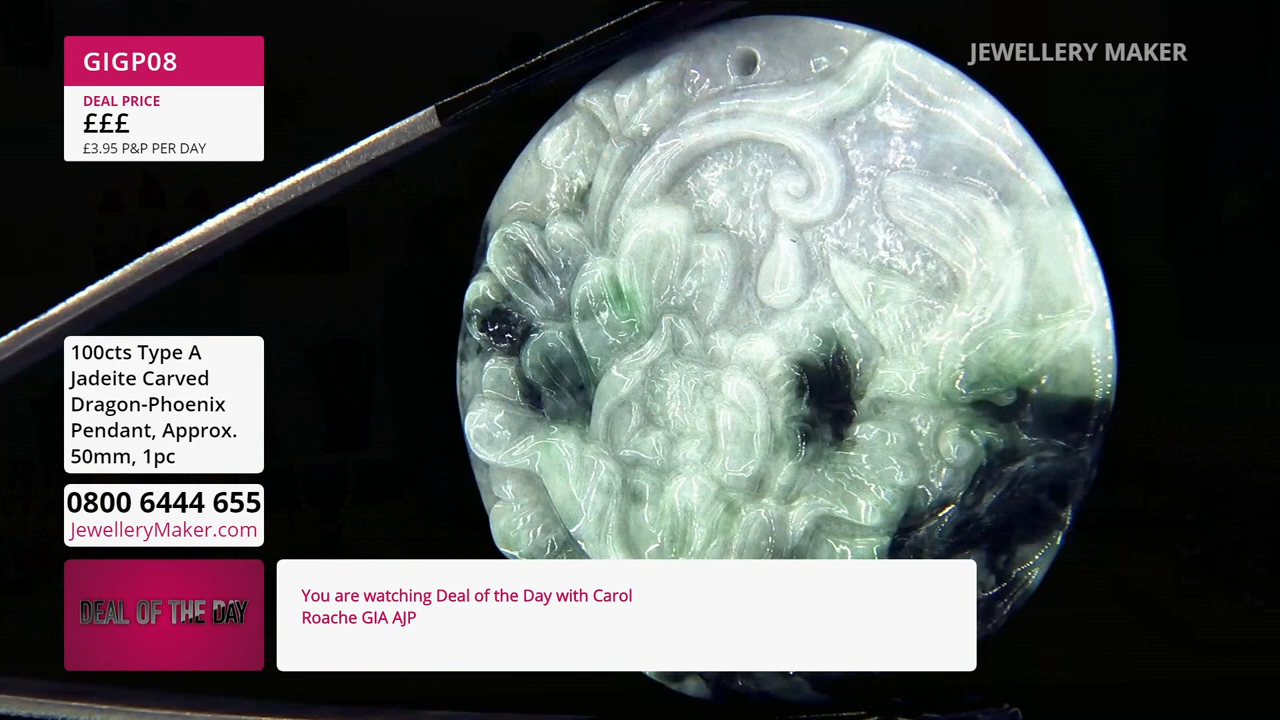 GIGP08
DEAL PRICE
£££
£3.95 P&P PER DAY
JEWELLERY MAKER
100cts Type A
Jadeite Carved
Dragon-Phoenix
Pendant, Approx.
50mm, 1pc
0800 6444 655
JewelleryMaker.com
DEAL OF THE DAY
You are watching Deal of the Day with Carol
Roache GIA AJP